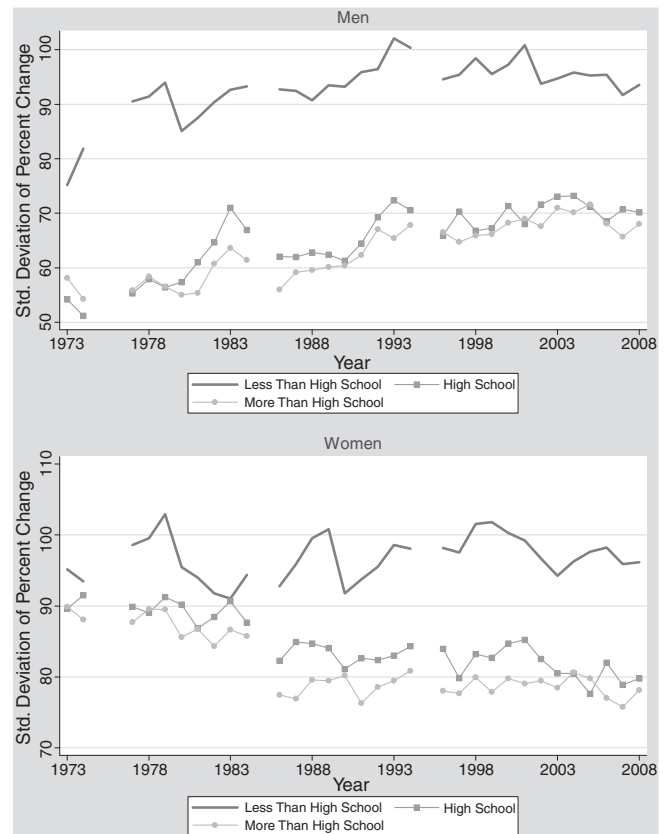 Men
Std. Deviation of Percent Change
100
90
80
70
60
50
1973 1978 1983 1988 1993 1998 2003 2008
Year
Less Than High School High School
More Than High School
Women
Std. Deviation of Percent Change
110
100
90
80
70
1973 1978 1983 1988 1993 1998 2003 2008
Year
Less Than High School High School
More Than High School